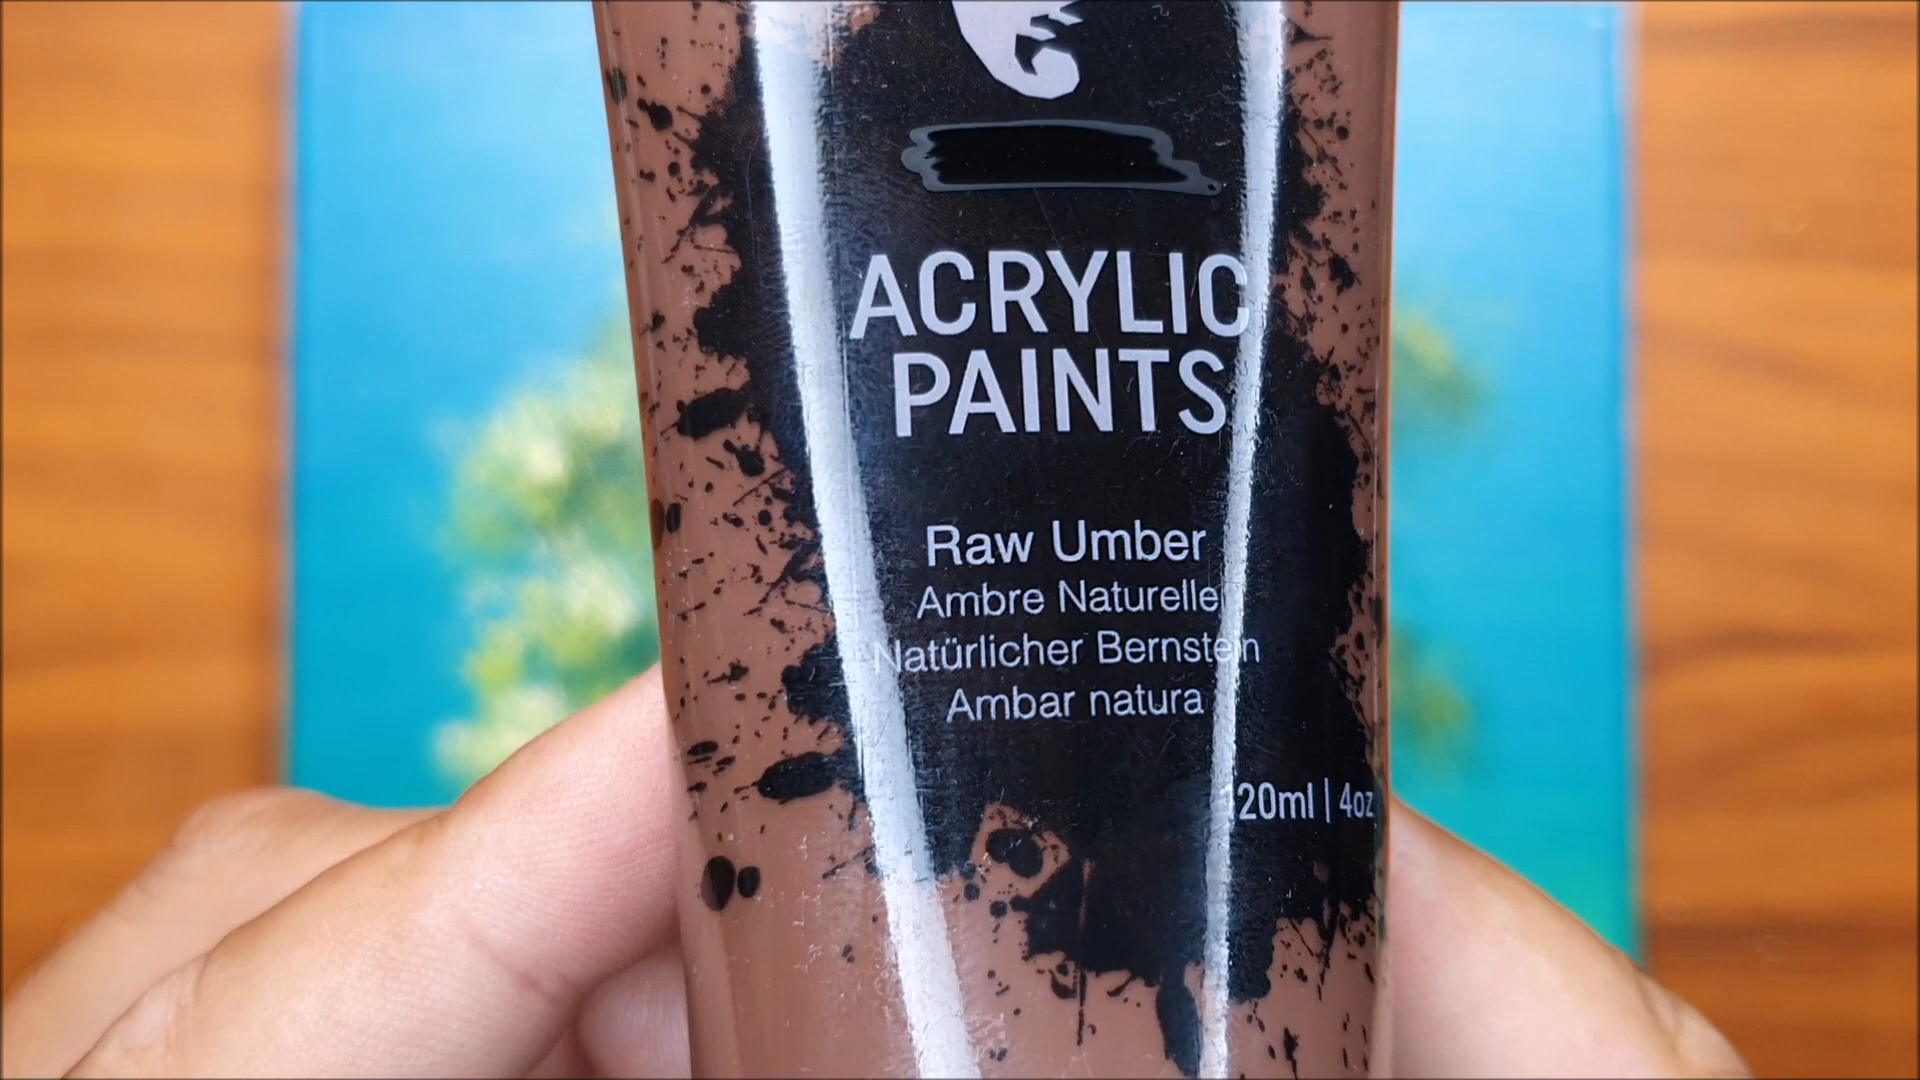 ACRYLIC
PAINTS
Raw Umber
Ambre Naturelle
Natürlicher Bernstein
Ambar natura
120ml | 4oz